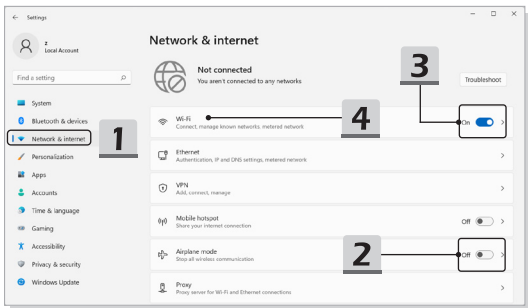 ← Settings
z
Local Account
Find a setting
System
Bluetooth & devices
Network & internet
1
Personalization
Apps
Accounts
Time & language
Gaming
Accessibility
Privacy & security
Windows Update
Network & internet
Not connected
You aren't connected to any networks
3
Troubleshoot
Wi-Fi
Connect, manage known networks, metered network
4
On
Ethernet
Authentication, IP and DNS settings, metered network
VPN
Add, connect, manage
Mobile hotspot
Share your internet connection
Off
Airplane mode
Stop all wireless communication
2
Off
Proxy
Proxy server for Wi-Fi and Ethernet connections